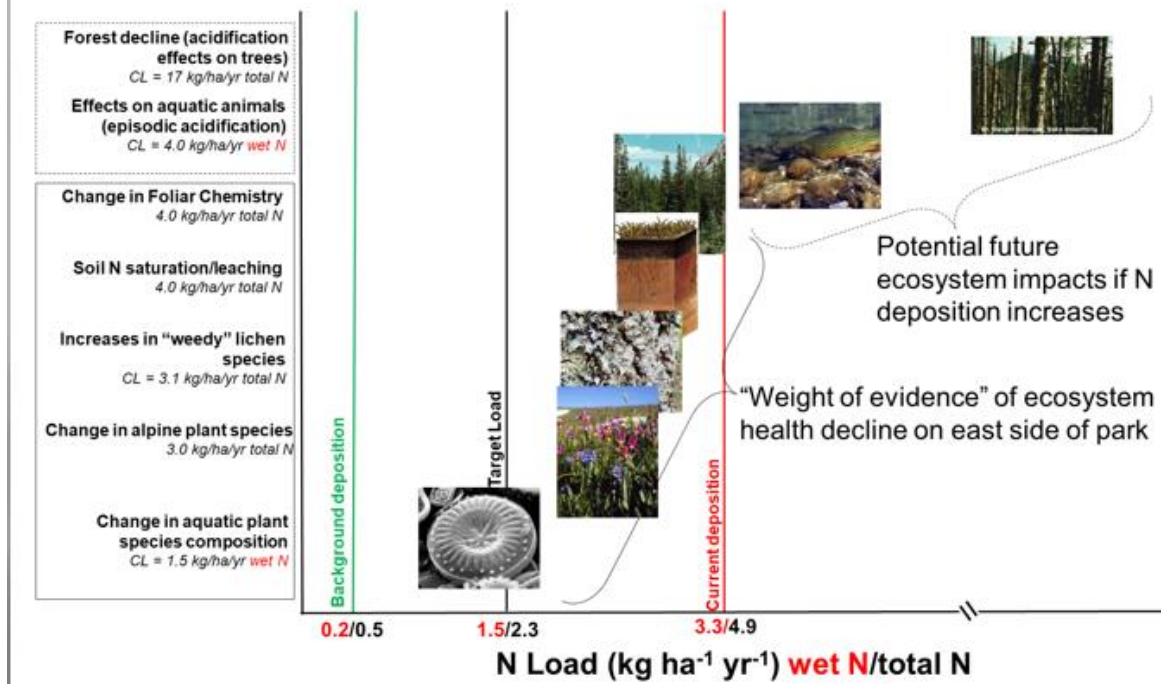 Forest decline (acidification
effects on trees)
CL = 17 kg/ha/yr total N
Effects on aquatic animals
(episodic acidification)
CL = 4.0 kg/ha/yr wet N
Change in Foliar Chemistry
4.0 kg/ha/yr total N
Soil N saturation/leaching
4.0 kg/ha/yr total N
Increases in “weedy” lichen
species
CL = 3.1 kg/ha/yr total N
Change in alpine plant species
3.0 kg/ha/yr total N
Change in aquatic plant
species composition
CL = 1.5 kg/ha/yr wet N
Background deposition
Target Load
Current deposition
Potential future
ecosystem impacts if N
deposition increases
“Weight of evidence” of ecosystem
health decline on east side of park
0.2/0.5
1.5/2.3
3.3/4.9
N Load (kg ha⁻¹ yr⁻¹) wet N/total N